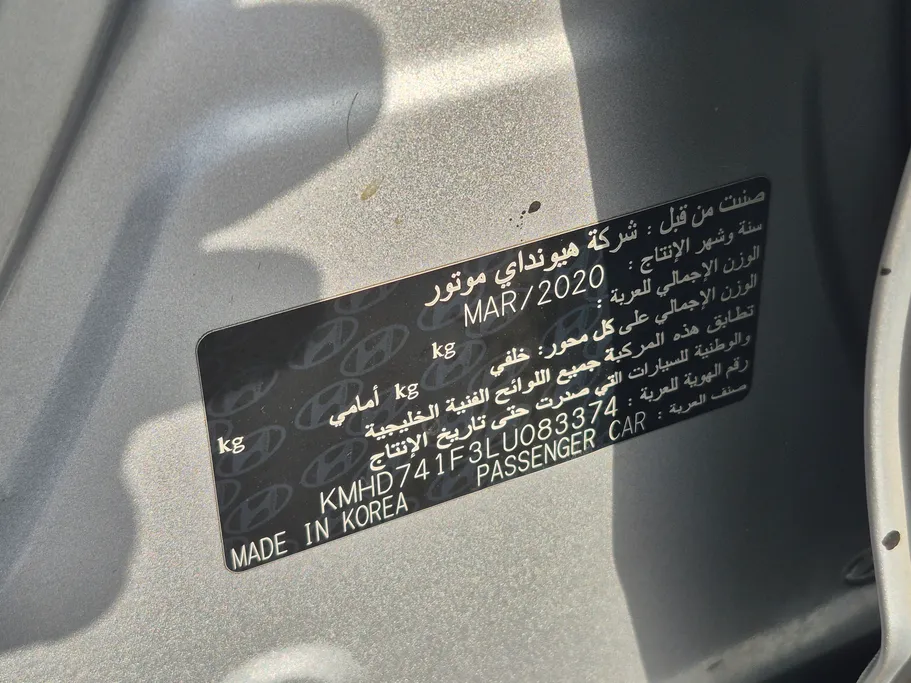 صنعت من قبل : شركة هيونداي موتور
سنة وشهر الإنتاج : MAR/2020
الوزن الإجمالي للعربة : kg
الوزن الإجمالي على كل محور: خلفي kg أمامي kg
تطابق هذه المركبة جميع اللوائح الفنية الخليجية
والوطنية للسيارات التي صدرت حتى تاريخ الإنتاج
رقم الهوية للعربة : KMHD741F3LU083374
صنف العربة : PASSENGER CAR
MADE IN KOREA